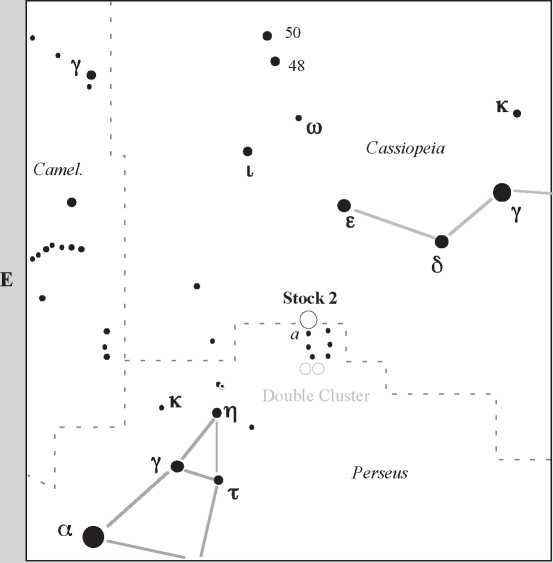 50
48
γ
κ
ω
Cassiopeia
Camel.
ι
ε
γ
δ
E
Stock 2
a
Double Cluster
κ
η
γ
τ
Perseus
α